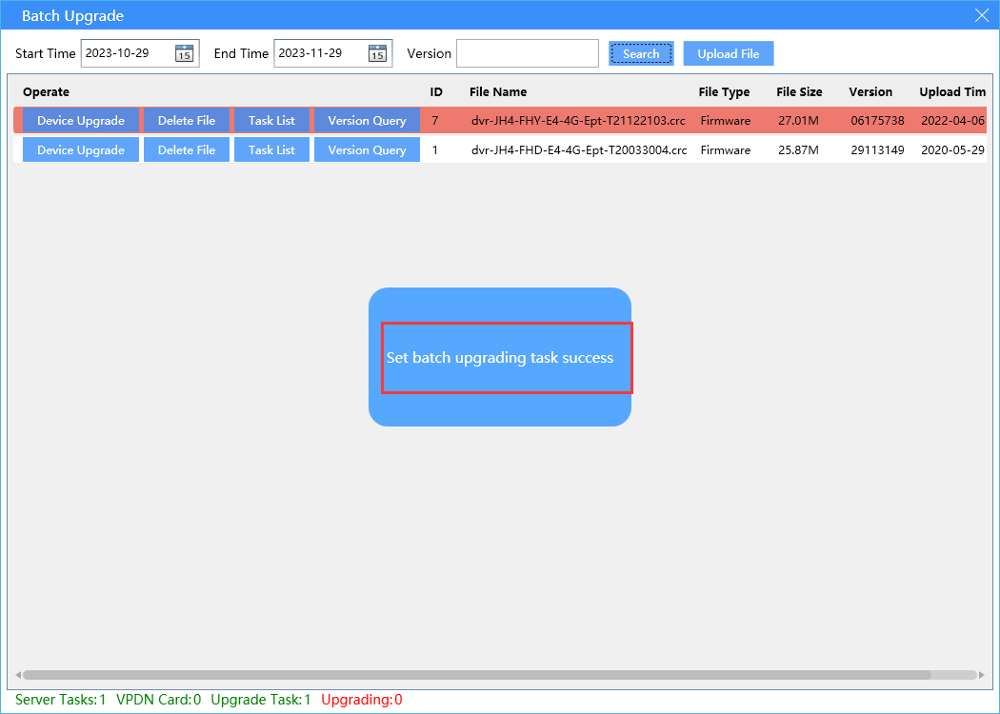 Batch Upgrade
Start Time 2023-10-29 15 End Time 2023-11-29 15 Version Search Upload File
Operate ID File Name File Type File Size Version Upload Tim
Device Upgrade Delete File Task List Version Query 7 dvr-JH4-FHY-E4-4G-Ept-T21122103.crc Firmware 27.01M 06175738 2022-04-06
Device Upgrade Delete File Task List Version Query 1 dvr-JH4-FHD-E4-4G-Ept-T20033004.crc Firmware 25.87M 29113149 2020-05-29
Set batch upgrading task success
Server Tasks:1 VPDN Card:0 Upgrade Task:1 Upgrading:0